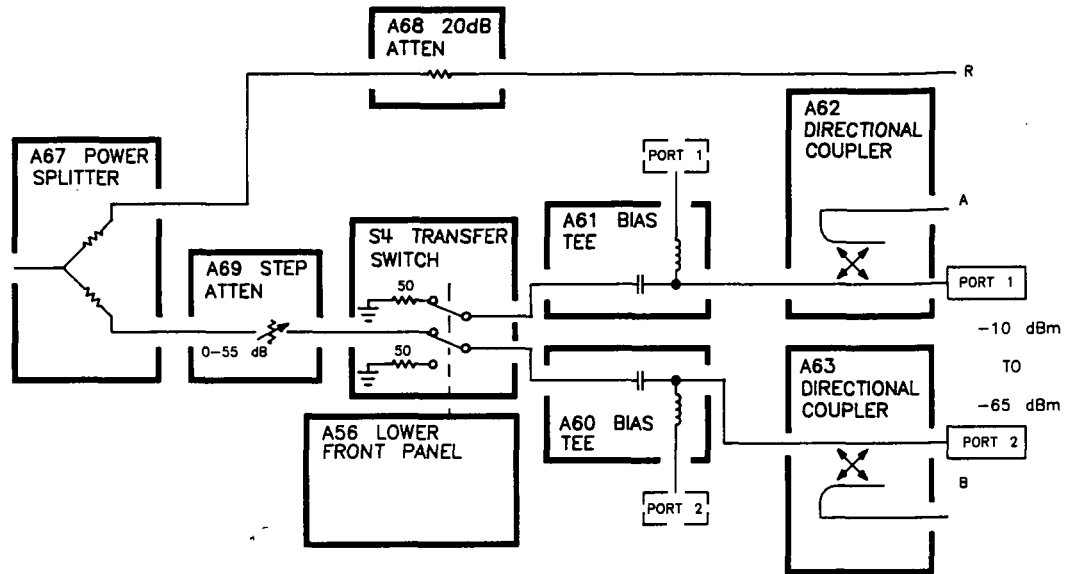 A68 20dB
ATTEN
R
A67 POWER
SPLITTER
A62
DIRECTIONAL
COUPLER
PORT 1
A
A61 BIAS
TEE
S4 TRANSFER
SWITCH
A69 STEP
ATTEN
50
PORT 1
0-55 dB
50
-10 dBm
TO
-65 dBm
A63
DIRECTIONAL
COUPLER
A60 BIAS
TEE
A56 LOWER
FRONT PANEL
PORT 2
B
PORT 2